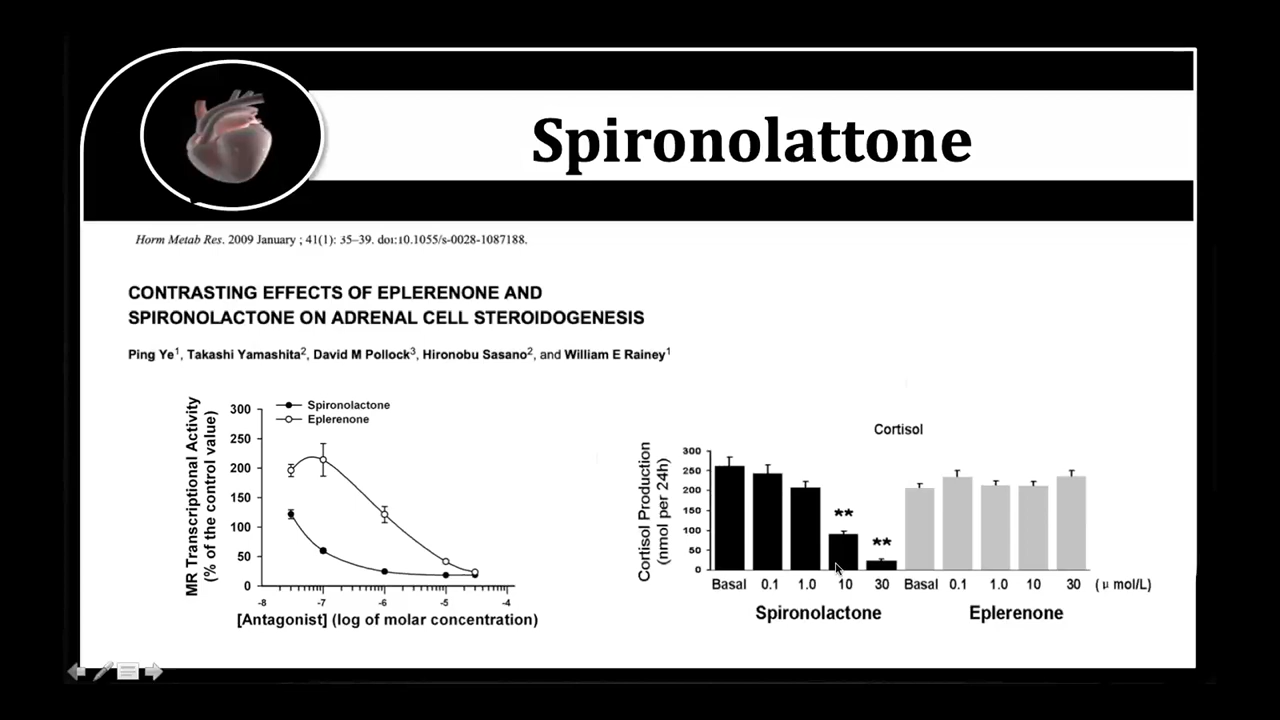 Spironolattone
Horm Metab Res. 2009 January ; 41(1): 35–39. doi:10.1055/s-0028-1087188.
CONTRASTING EFFECTS OF EPLERENONE AND
SPIRONOLACTONE ON ADRENAL CELL STEROIDOGENESIS
Ping Ye1, Takashi Yamashita2, David M Pollock3, Hironobu Sasano2, and William E Rainey1
MR Transcriptional Activity
(% of the control value)
300
250
200
150
100
50
0
Spironolactone
Eplerenone
-8 -7 -6 -5 -4
[Antagonist] (log of molar concentration)
Cortisol
Cortisol Production
(nmol per 24h)
300
250
200
150
100
50
0
**
**
Basal 0.1 1.0 10 30 Basal 0.1 1.0 10 30 (μ mol/L)
Spironolactone Eplerenone